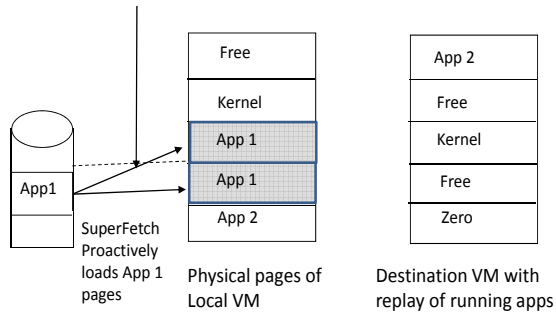 App1
SuperFetch
Proactively
loads App 1
pages
Free
Kernel
App 1
App 1
App 2
Physical pages of
Local VM
App 2
Free
Kernel
Free
Zero
Destination VM with
replay of running apps